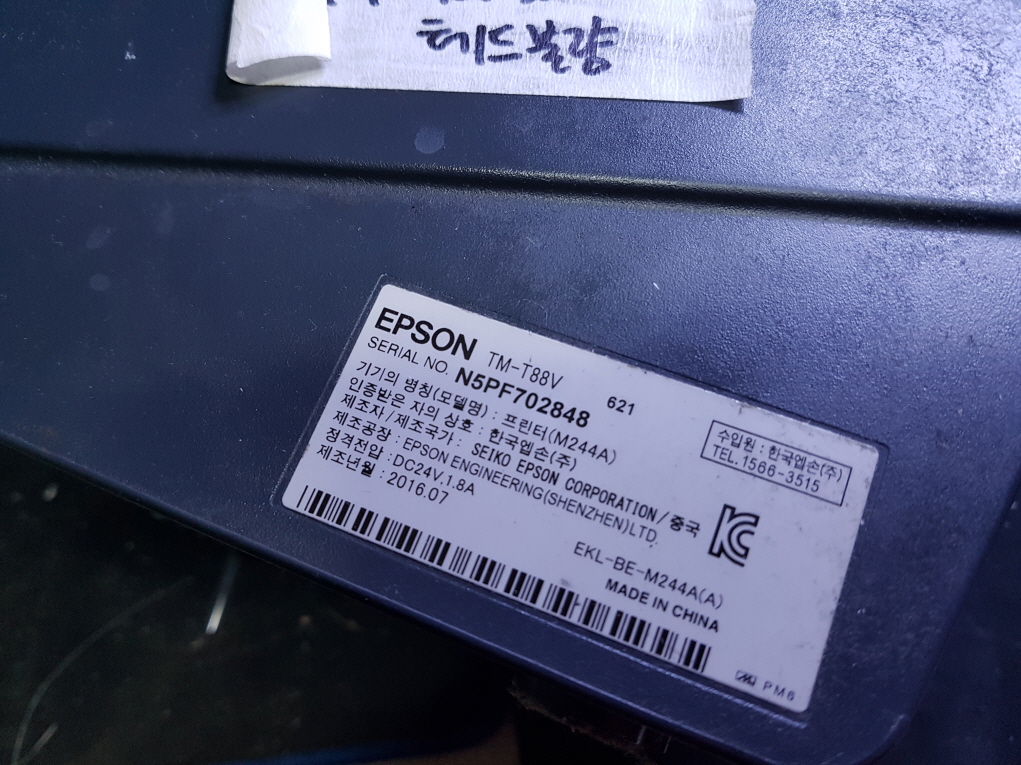 헤드불량
EPSON TM-T88V
SERIAL NO. N5PF702848 621
기기의 명칭(모델명) : 프린터(M244A)
인증받은 자의 상호 : 한국엡손(주)
제조자/제조국가 : SEIKO EPSON CORPORATION/중국
제조공장 : EPSON ENGINEERING(SHENZHEN)LTD.
정격전압 : DC24V.1.8A
제조년월 : 2016.07
수입원 : 한국엡손(주)
TEL.1566-3515
EKL-BE-M244A(A)
MADE IN CHINA
PM6